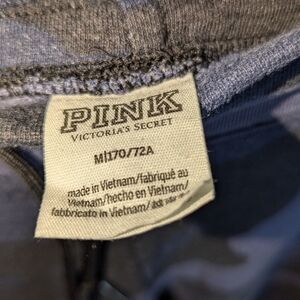 PINK
VICTORIA'S SECRET
M|170/72A
made in Vietnam/fabriqué au
Vietnam/hecho en Vietnam/
fabbricato in Vietnam/